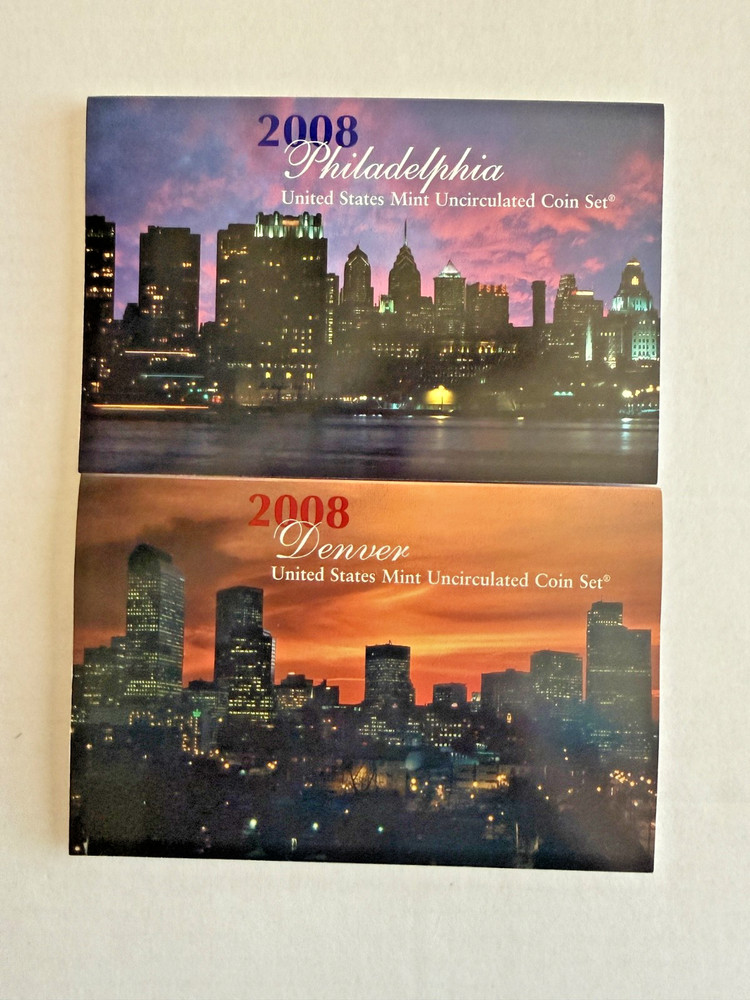 2008
Philadelphia
United States Mint Uncirculated Coin Set®
2008
Denver
United States Mint Uncirculated Coin Set®